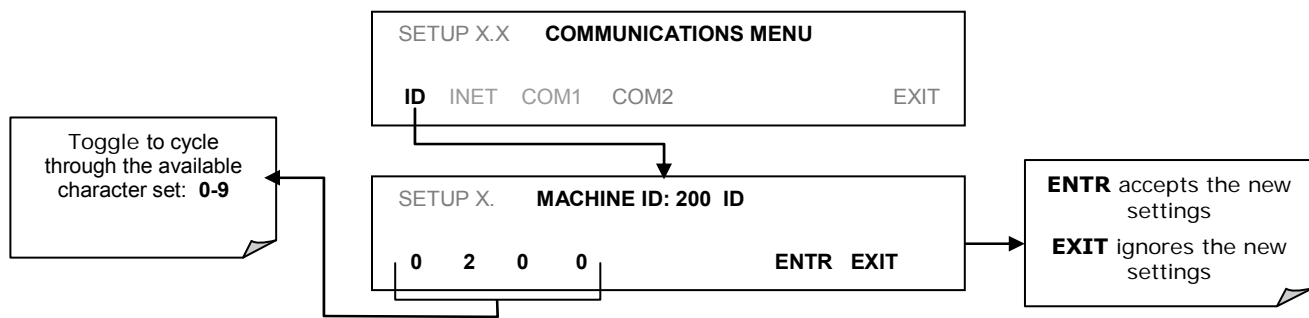 SETUP X.X COMMUNICATIONS MENU
ID INET COM1 COM2 EXIT
Toggle to cycle
through the available
character set: 0-9
SETUP X. MACHINE ID: 200 ID
0 2 0 0 ENTR EXIT
ENTR accepts the new
settings
EXIT ignores the new
settings